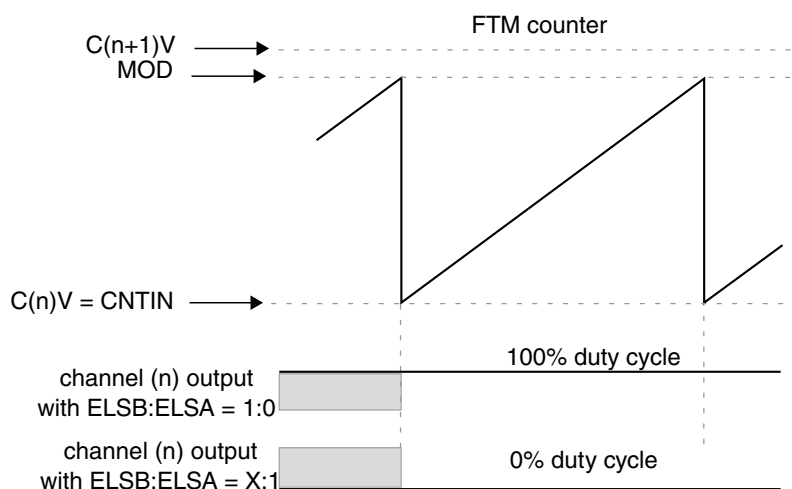 FTM counter
C(n+1)V
MOD
C(n)V = CNTIN
100% duty cycle
channel (n) output
with ELSB:ELSA = 1:0
channel (n) output
with ELSB:ELSA = X:1
0% duty cycle